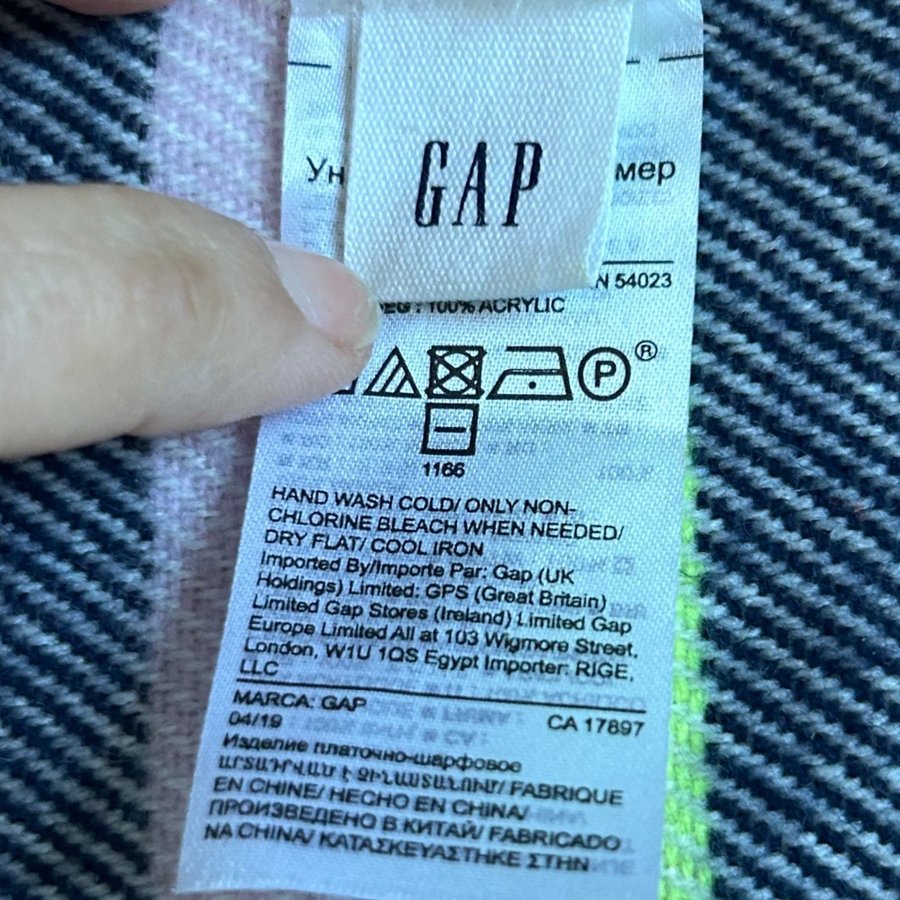 GAP
Ун
мер
N 54023
: 100% ACRYLIC
P ®
1166
HAND WASH COLD/ ONLY NON-
CHLORINE BLEACH WHEN NEEDED/
DRY FLAT/ COOL IRON
Imported By/Importe Par: Gap (UK
Holdings) Limited: GPS (Great Britain)
Limited Gap Stores (Ireland) Limited Gap
Europe Limited All at 103 Wigmore Street,
London, W1U 1QS Egypt Importer: RIGE,
LLC
MARCA: GAP
04/19 CA 17897
Изделие платочно-шарфовое
ԱՐՏԱԴՐՎԱԾ Է ՉԻՆԱՍՏԱՆՈՒՄ/ FABRIQUE
EN CHINE/ HECHO EN CHINA/
ПРОИЗВЕДЕНО В КИТАЙ/ FABRICADO
NA CHINA/ ΚΑΤΑΣΚΕΥΑΣΤΗΚΕ ΣΤΗΝ